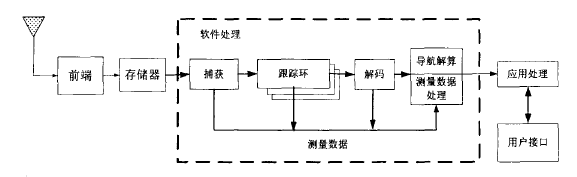 软件处理
前端
存储器
捕获
跟踪环
解码
导航解算
测量数据
处理
应用处理
测量数据
用户接口